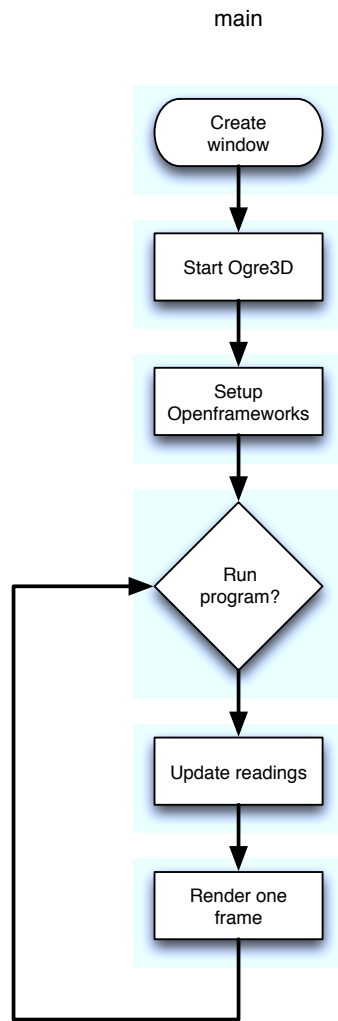 main
Create
window
Start Ogre3D
Setup
Openframeworks
Run
program?
Update readings
Render one
frame